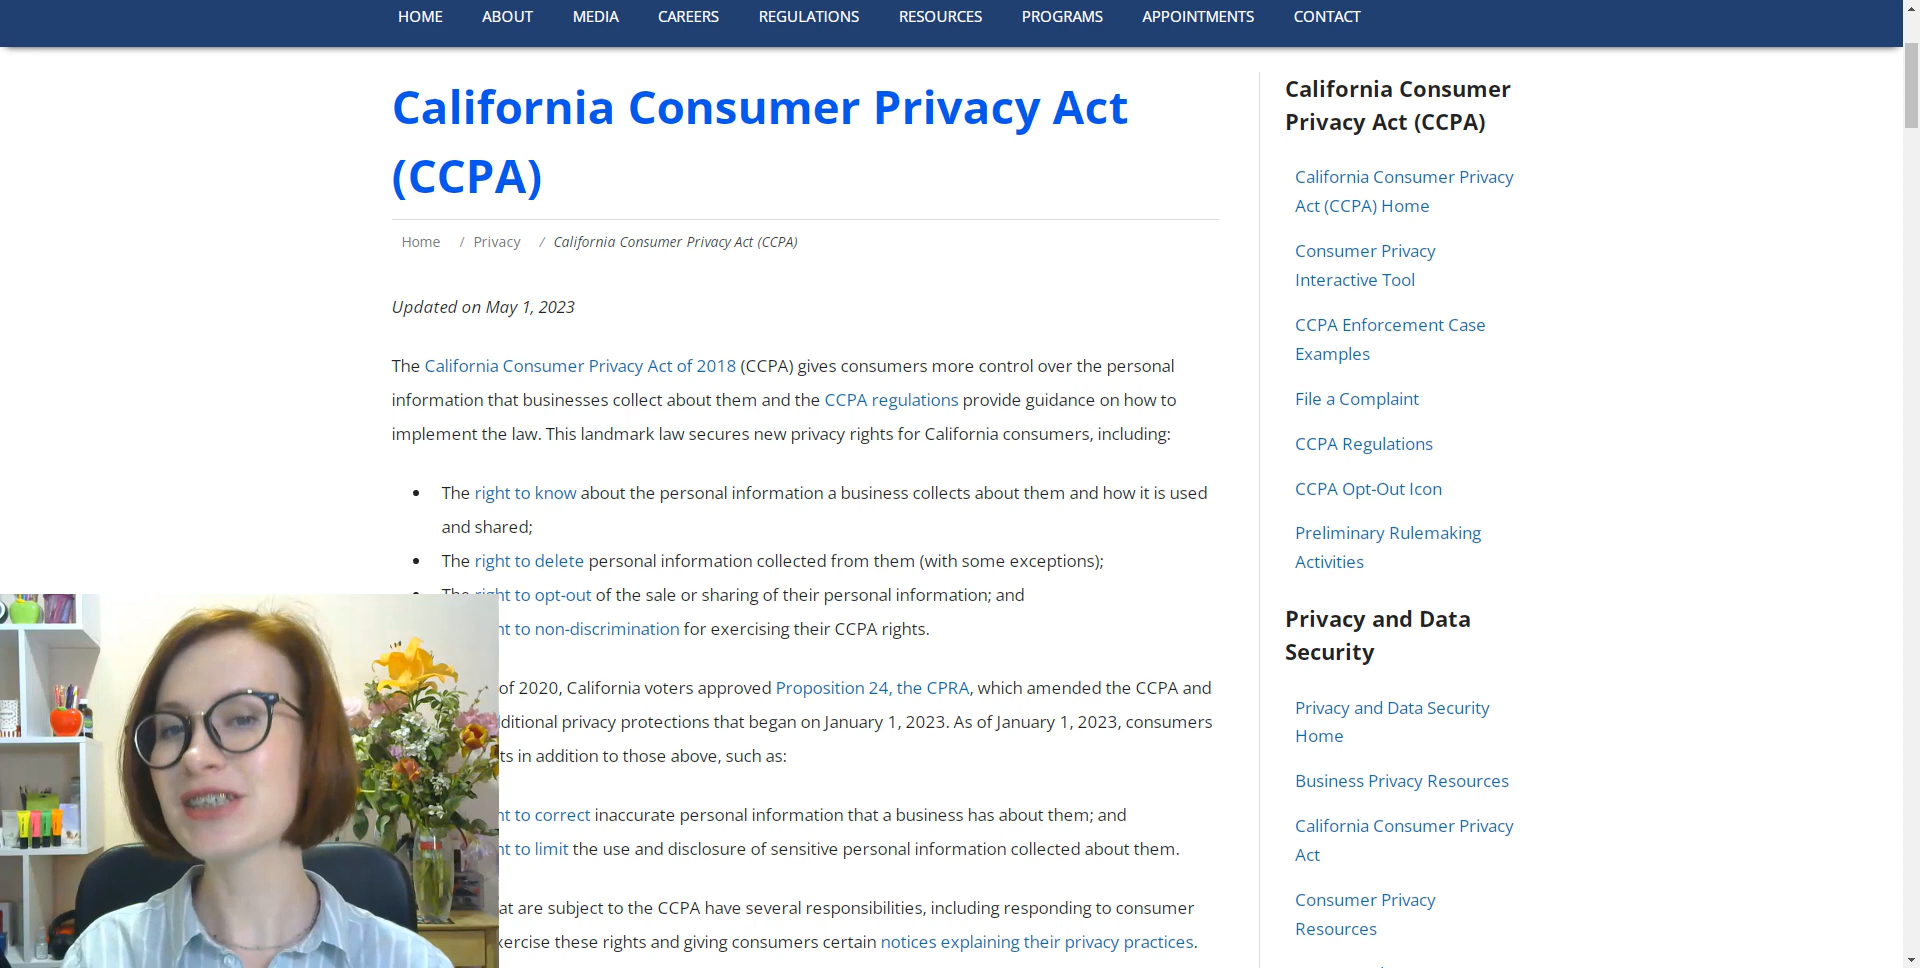 HOME ABOUT MEDIA CAREERS REGULATIONS RESOURCES PROGRAMS APPOINTMENTS CONTACT
California Consumer Privacy Act
(CCPA)
Home / Privacy / California Consumer Privacy Act (CCPA)
Updated on May 1, 2023
The California Consumer Privacy Act of 2018 (CCPA) gives consumers more control over the personal
information that businesses collect about them and the CCPA regulations provide guidance on how to
implement the law. This landmark law secures new privacy rights for California consumers, including:
• The right to know about the personal information a business collects about them and how it is used
and shared;
• The right to delete personal information collected from them (with some exceptions);
• The right to opt-out of the sale or sharing of their personal information; and
to non-discrimination for exercising their CCPA rights.
of 2020, California voters approved Proposition 24, the CPRA, which amended the CCPA and
privacy protections that began on January 1, 2023. As of January 1, 2023, consumers
in addition to those above, such as:
to correct inaccurate personal information that a business has about them; and
to limit the use and disclosure of sensitive personal information collected about them.
are subject to the CCPA have several responsibilities, including responding to consumer
these rights and giving consumers certain notices explaining their privacy practices.
California Consumer
Privacy Act (CCPA)
California Consumer Privacy
Act (CCPA) Home
Consumer Privacy
Interactive Tool
CCPA Enforcement Case
Examples
File a Complaint
CCPA Regulations
CCPA Opt-Out Icon
Preliminary Rulemaking
Activities
Privacy and Data
Security
Privacy and Data Security
Home
Business Privacy Resources
California Consumer Privacy
Act
Consumer Privacy
Resources